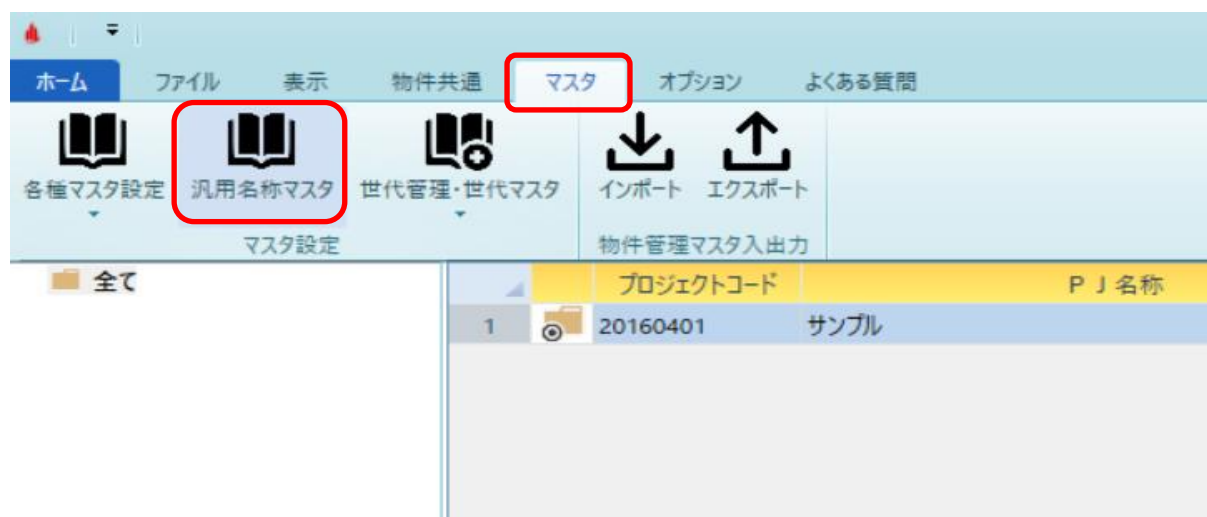 ホーム ファイル 表示 物件共通 マスタ オプション よくある質問
各種マスタ設定 汎用名称マスタ 世代管理・世代マスタ インポート エクスポート
マスタ設定 物件管理マスタ入出力
全て プロジェクトコード ＰＪ名称
1 20160401 サンプル